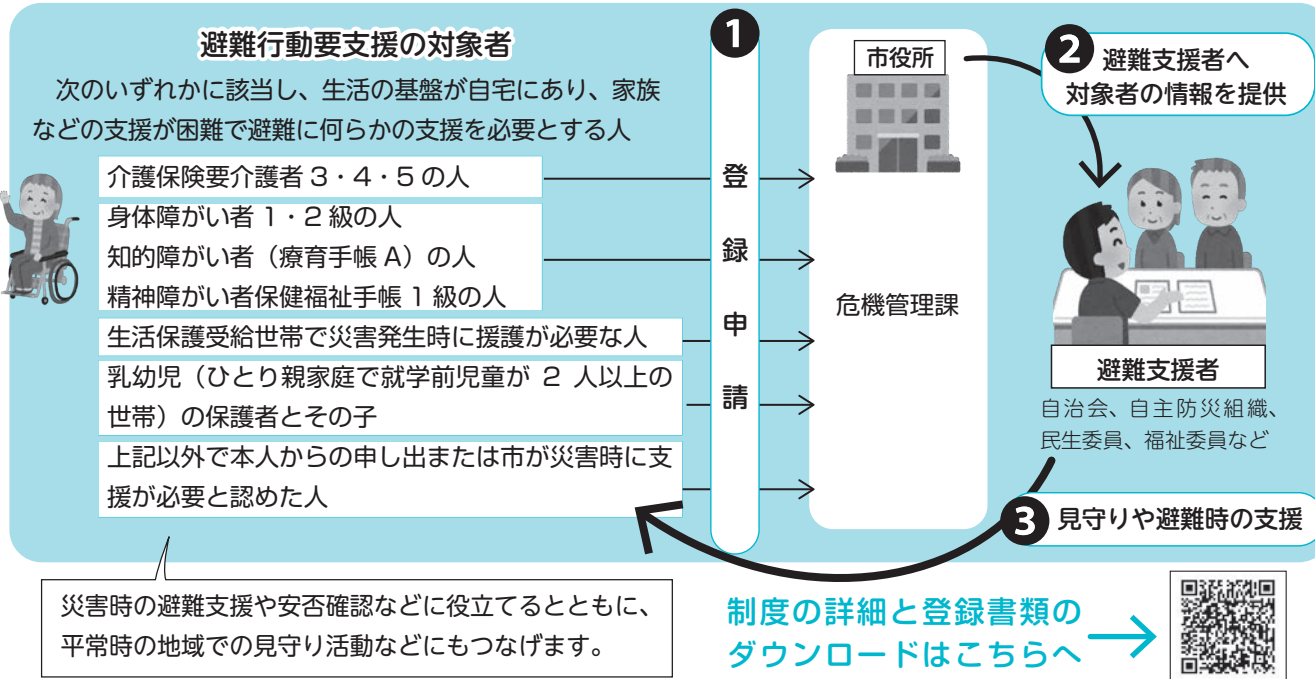 避難行動要支援の対象者
次のいずれかに該当し、生活の基盤が自宅にあり、家族
などの支援が困難で避難に何らかの支援を必要とする人
介護保険要介護者 3・4・5 の人
身体障がい者 1・2 級の人
知的障がい者（療育手帳 A）の人
精神障がい者保健福祉手帳 1 級の人
生活保護受給世帯で災害発生時に援護が必要な人
乳幼児（ひとり親家庭で就学前児童が 2 人以上の
世帯）の保護者とその子
上記以外で本人からの申し出または市が災害時に支
援が必要と認めた人
災害時の避難支援や安否確認などに役立てるとともに、
平常時の地域での見守り活動などにもつなげます。
1
登録申請
市役所
危機管理課
2 避難支援者へ
対象者の情報を提供
避難支援者
自治会、自主防災組織、
民生委員、福祉委員など
3 見守りや避難時の支援
制度の詳細と登録書類の
ダウンロードはこちらへ